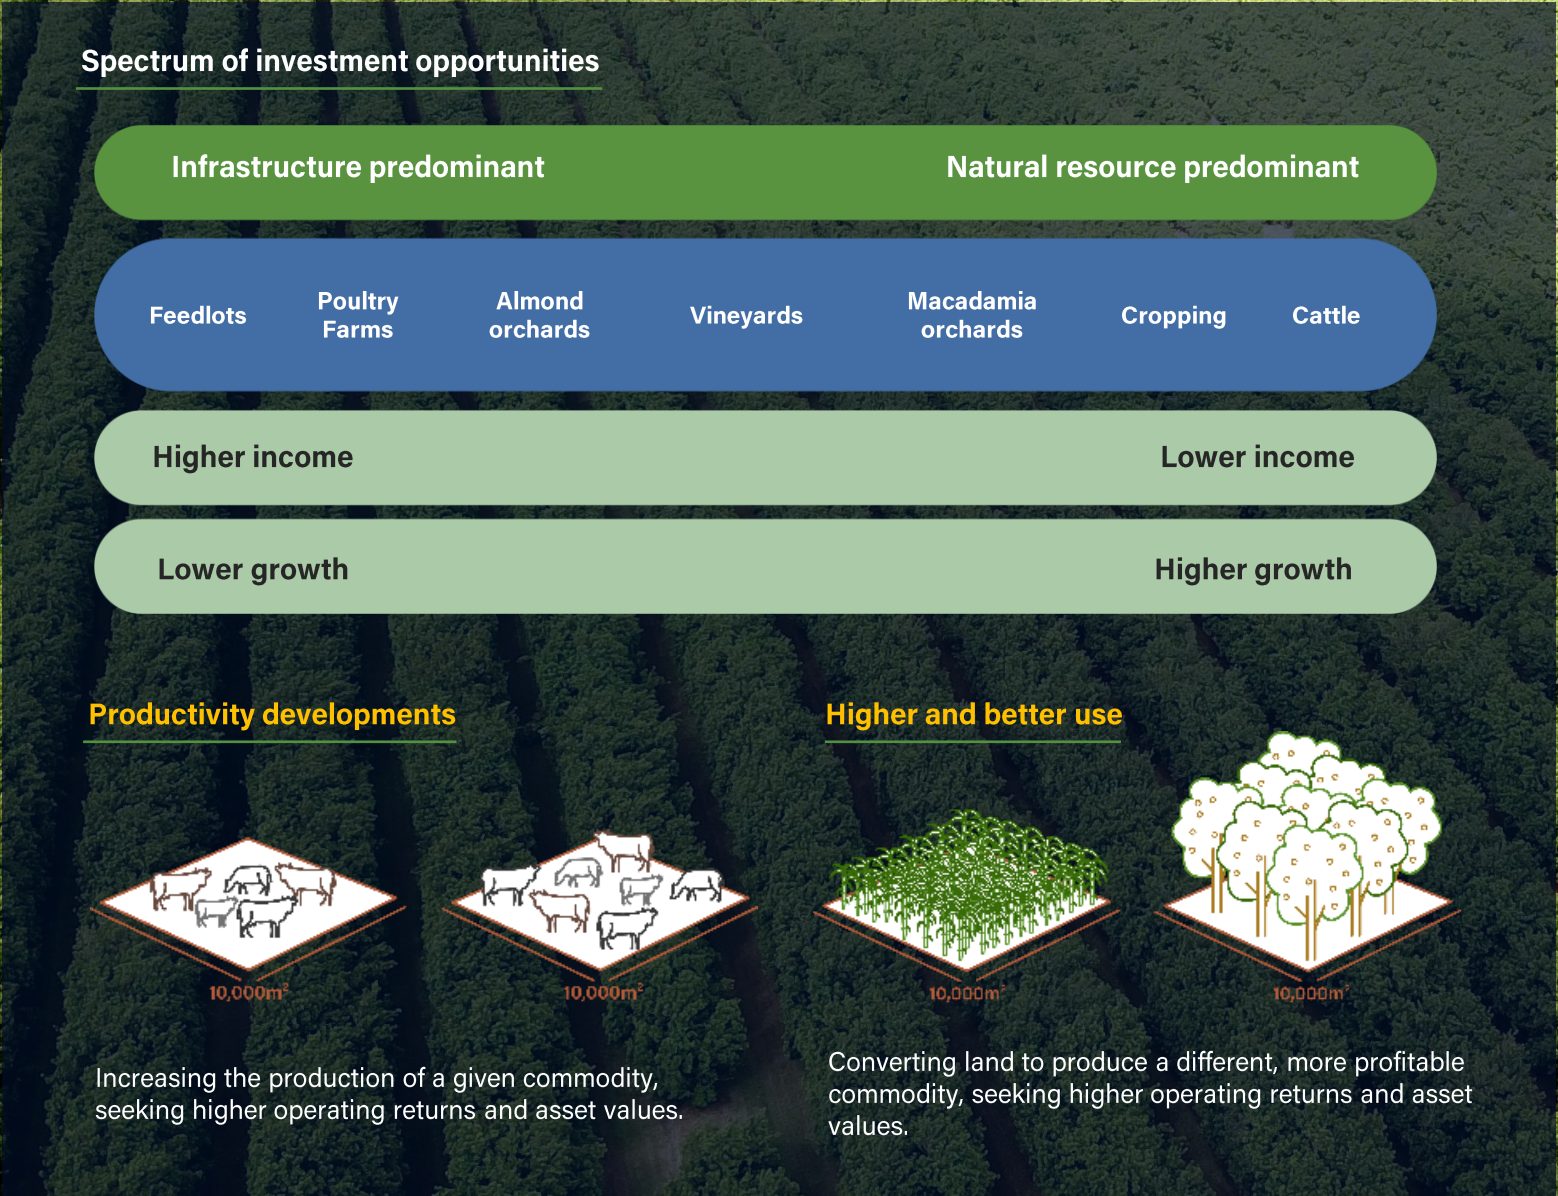 Spectrum of investment opportunities
Infrastructure predominant
Natural resource predominant
Feedlots
Poultry
Farms
Almond
orchards
Vineyards
Macadamia
orchards
Cropping
Cattle
Higher income
Lower income
Lower growth
Higher growth
Productivity developments
10,000m²
10,000m²
Increasing the production of a given commodity,
seeking higher operating returns and asset values.
Higher and better use
10,000m²
10,000m²
Converting land to produce a different, more profitable
commodity, seeking higher operating returns and asset
values.